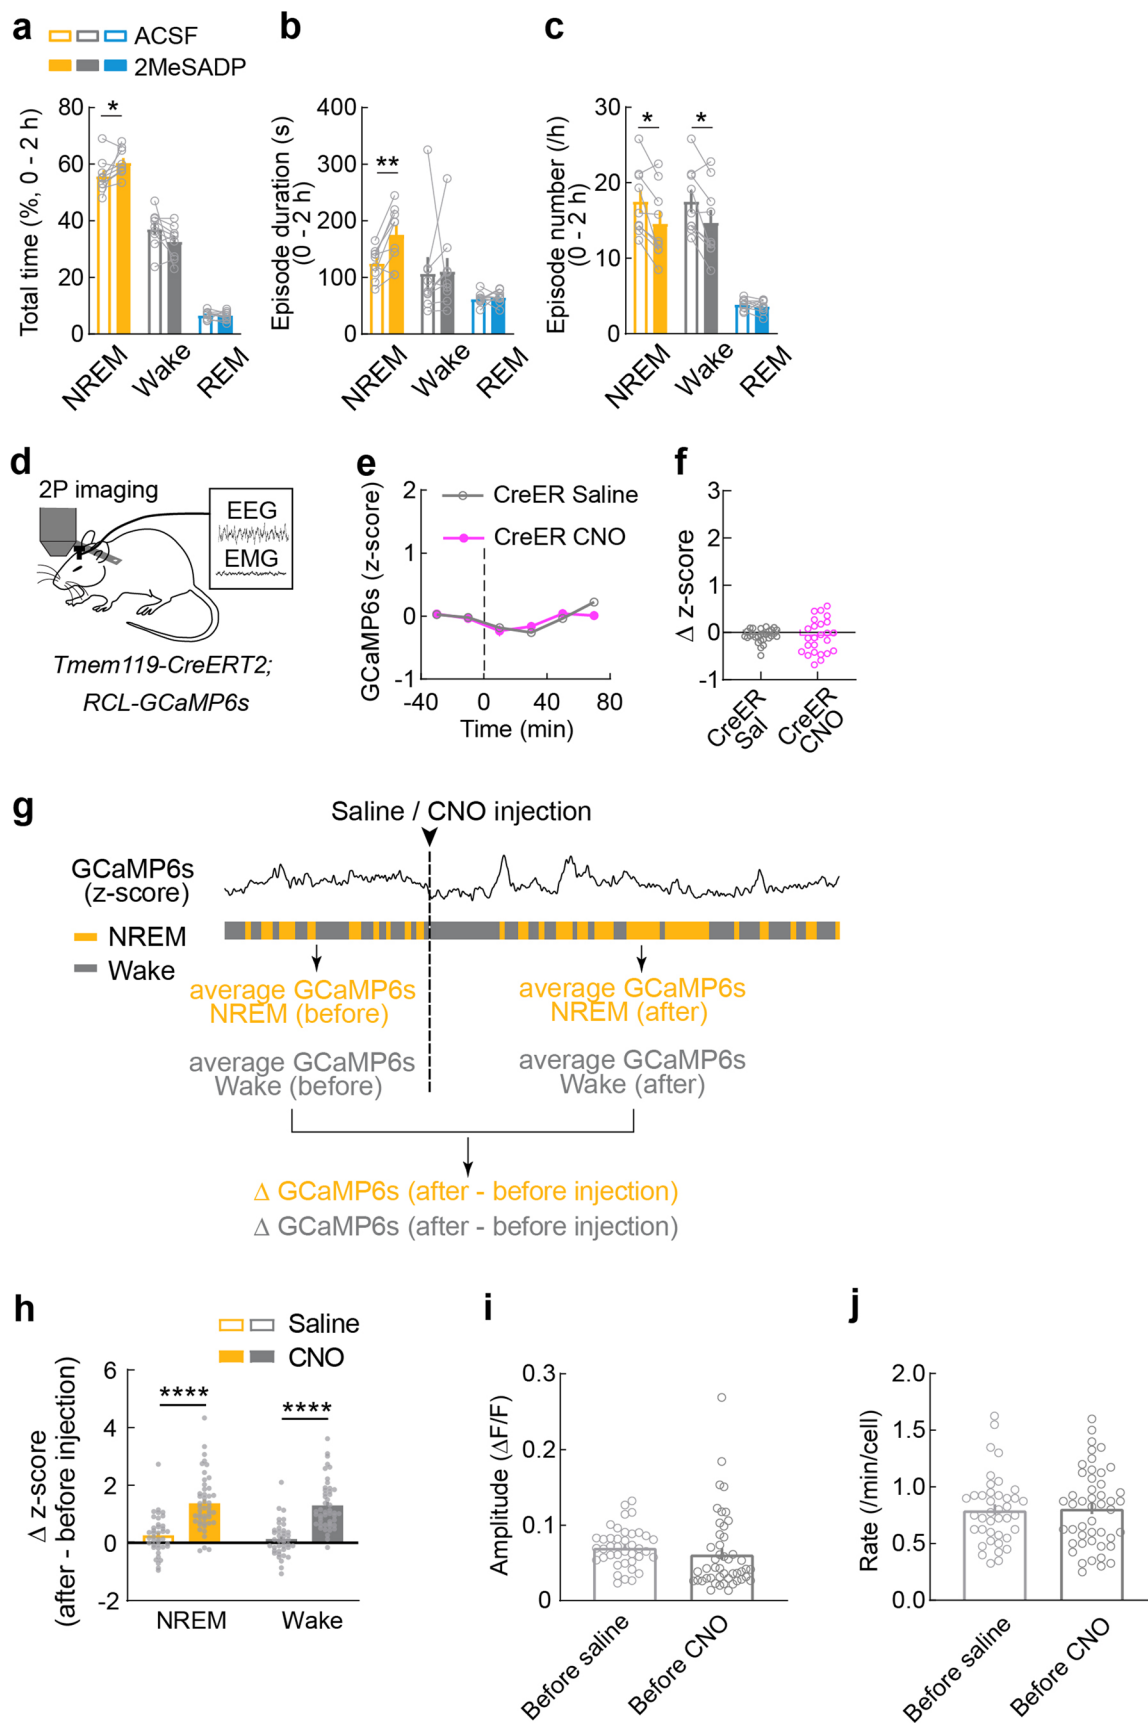 a
ACSF
2MeSADP
Total time (%, 0 - 2 h)
80
60
40
20
0
*
NREM
Wake
REM
b
Episode duration (s)
(0 - 2 h)
400
300
200
100
0
**
NREM
Wake
REM
c
Episode number (/h)
(0 - 2 h)
30
20
10
0
*
*
NREM
Wake
REM
d
2P imaging
EEG
EMG
Tmem119-CreERT2;
RCL-GCaMP6s
e
GCaMP6s (z-score)
2
1
0
-1
CreER Saline
CreER CNO
-40
0
40
80
Time (min)
f
Δ z-score
3
2
1
0
-1
CreER
Sal
CreER
CNO
g
Saline / CNO injection
GCaMP6s
(z-score)
NREM
Wake
average GCaMP6s
NREM (before)
average GCaMP6s
NREM (after)
average GCaMP6s
Wake (before)
average GCaMP6s
Wake (after)
Δ GCaMP6s (after - before injection)
Δ GCaMP6s (after - before injection)
h
Saline
CNO
Δ z-score
(after - before injection)
6
4
2
0
-2
****
****
NREM
Wake
i
Amplitude (ΔF/F)
0.3
0.2
0.1
0
Before saline
Before CNO
j
Rate (/min/cell)
2.0
1.5
1.0
0.5
0.0
Before saline
Before CNO